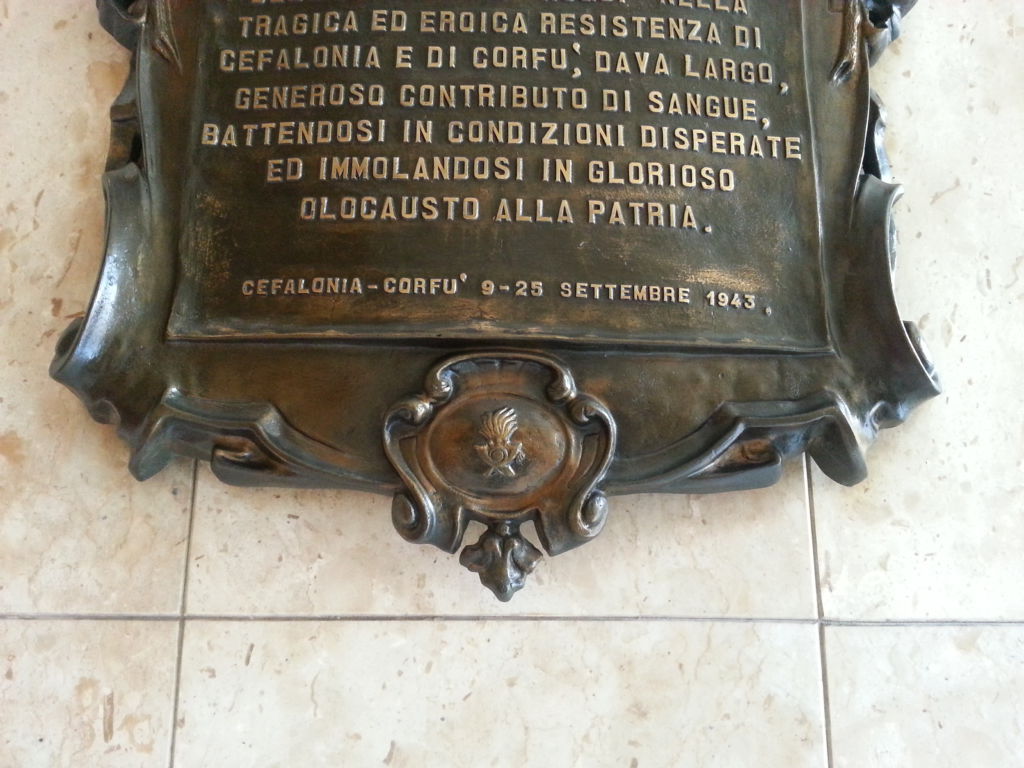 NELLA
TRAGICA ED EROICA RESISTENZA DI
CEFALONIA E DI CORFU', DAVA LARGO,
GENEROSO CONTRIBUTO DI SANGUE,
BATTENDOSI IN CONDIZIONI DISPERATE
ED IMMOLANDOSI IN GLORIOSO
OLOCAUSTO ALLA PATRIA.
CEFALONIA-CORFU' 9-25 SETTEMBRE 1943.